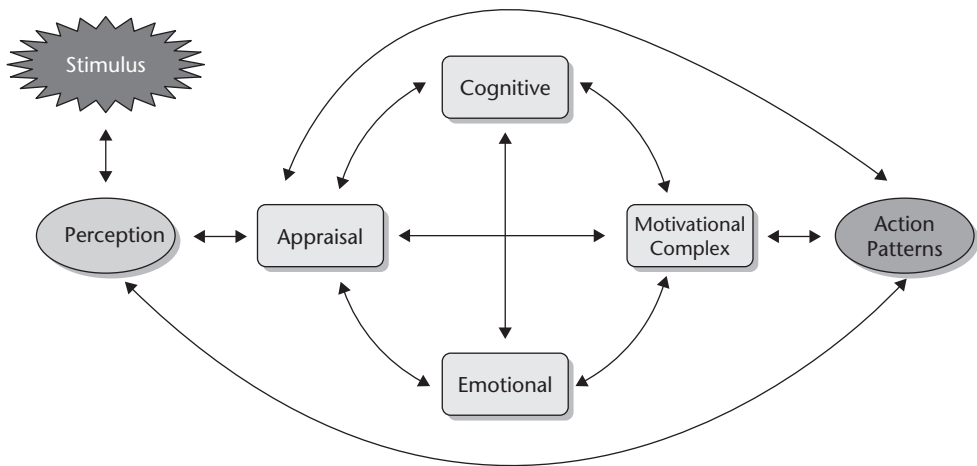 Stimulus
Cognitive
Perception
Appraisal
Motivational
Complex
Action
Patterns
Emotional